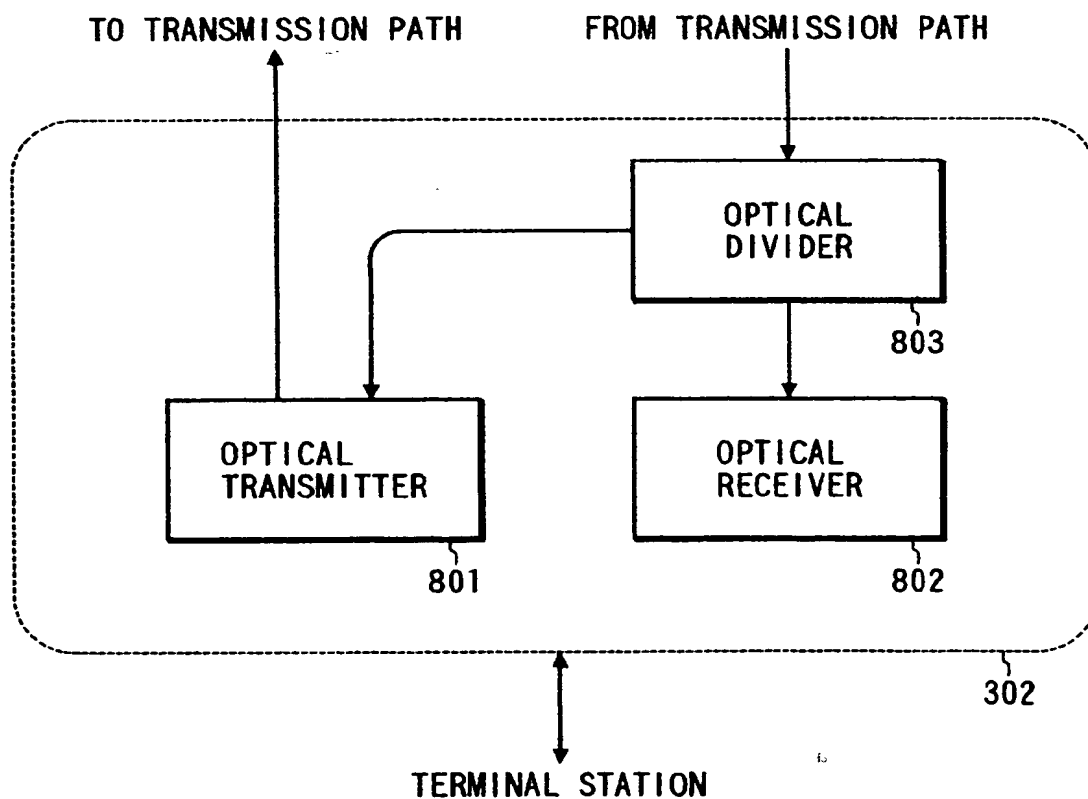 TO TRANSMISSION PATH
FROM TRANSMISSION PATH
OPTICAL
DIVIDER
803
OPTICAL
TRANSMITTER
801
OPTICAL
RECEIVER
802
302
TERMINAL STATION